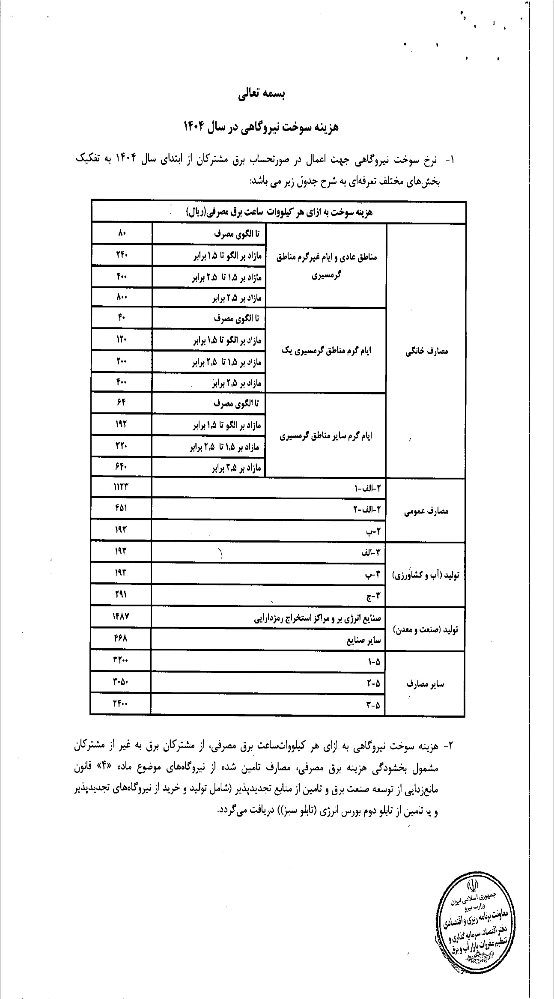 بسمه تعالی
هزینه سوخت نیروگاهی در سال ۱۴۰۴
۱- نرخ سوخت نیروگاهی جهت اعمال در صورتحساب برق مشترکان از ابتدای سال ۱۴۰۴ به تفکیک
بخش‌های مختلف تعرفه‌ای به شرح جدول زیر می باشد:
هزینه سوخت به ازای هر کیلووات ساعت برق مصرفی(ریال)
مصارف خانگی
مناطق عادی و ایام غیرگرم مناطق
گرمسیری
تا الگوی مصرف ۸۰
مازاد بر الگو تا ۱,۵ برابر ۲۴۰
مازاد بر ۱,۵ تا ۲,۵ برابر ۴۰۰
مازاد بر ۲,۵ برابر ۸۰۰
ایام گرم مناطق گرمسیری یک
تا الگوی مصرف ۴۰
مازاد بر الگو تا ۱,۵ برابر ۱۲۰
مازاد بر ۱,۵ تا ۲,۵ برابر ۲۰۰
مازاد بر ۲,۵ برابر ۴۰۰
ایام گرم سایر مناطق گرمسیری
تا الگوی مصرف ۶۴
مازاد بر الگو تا ۱,۵ برابر ۱۹۲
مازاد بر ۱,۵ تا ۲,۵ برابر ۳۲۰
مازاد بر ۲,۵ برابر ۶۴۰
مصارف عمومی
۲-الف-۱ ۱۱۲۳
۲-الف-۲ ۴۵۱
۲-ب ۱۹۳
تولید (آب و کشاورزی)
۳-الف ۱۹۳
۳-ب ۱۹۳
۳-ج ۲۹۱
تولید (صنعت و معدن)
صنایع انرژی بر و مراکز استخراج رمزدارایی ۱۴۸۷
سایر صنایع ۴۶۸
سایر مصارف
۵-۱ ۳۲۰۰
۵-۲ ۳۰۵۰
۵-۳ ۲۴۰۰
۲- هزینه سوخت نیروگاهی به ازای هر کیلووات‌ساعت برق مصرفی، از مشترکان برق به غیر از مشترکان
مشمول بخشودگی هزینه برق مصرفی، مصارف تامین شده از نیروگاه‌های موضوع ماده «۴» قانون
مانع‌زدایی از توسعه صنعت برق و تامین از منابع تجدیدپذیر (شامل تولید و خرید از نیروگاه‌های تجدیدپذیر
و یا تامین از تابلو دوم بورس انرژی (تابلو سبز)) دریافت می‌گردد.
جمهوری اسلامی ایران
وزارت نیرو
معاونت برنامه ریزی و اقتصادی
دفتر اقتصاد، سرمایه گذاری و
تنظیم مقررات بازار آب و برق